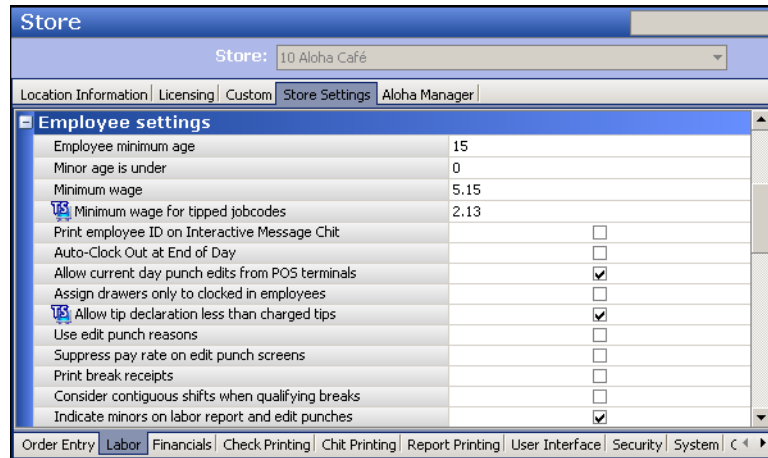 Store
Store: 10 Aloha Café
Location Information Licensing Custom Store Settings Aloha Manager
Employee settings
Employee minimum age 15
Minor age is under 0
Minimum wage 5.15
Minimum wage for tipped jobcodes 2.13
Print employee ID on Interactive Message Chit
Auto-Clock Out at End of Day
Allow current day punch edits from POS terminals
Assign drawers only to clocked in employees
Allow tip declaration less than charged tips
Use edit punch reasons
Suppress pay rate on edit punch screens
Print break receipts
Consider contiguous shifts when qualifying breaks
Indicate minors on labor report and edit punches
Order Entry Labor Financials Check Printing Chit Printing Report Printing User Interface Security System